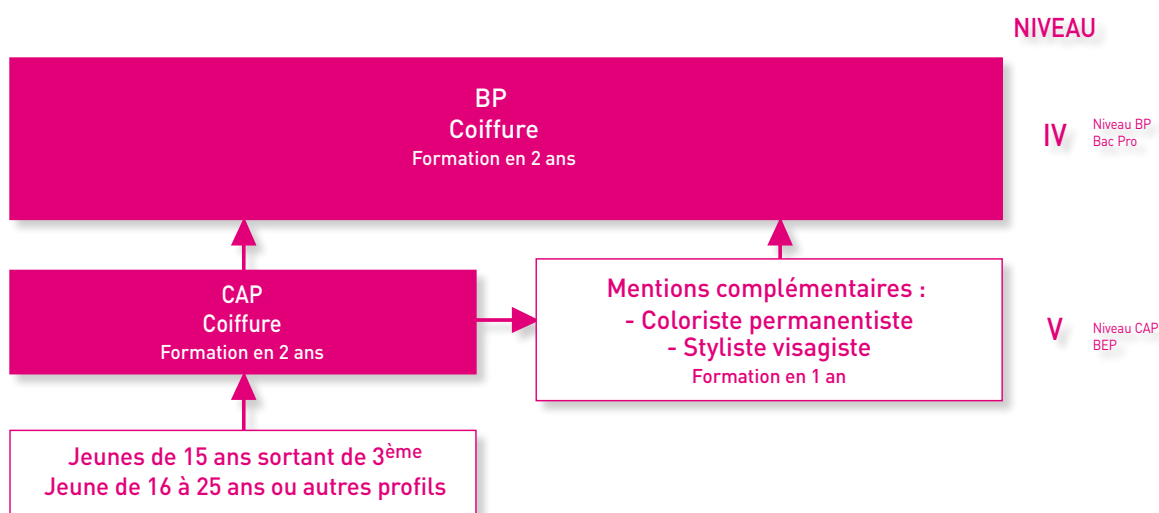 NIVEAU
BP
Coiffure
Formation en 2 ans
IV
Niveau BP
Bac Pro
CAP
Coiffure
Formation en 2 ans
Mentions complémentaires :
- Coloriste permanentiste
- Styliste visagiste
Formation en 1 an
V
Niveau CAP
BEP
Jeunes de 15 ans sortant de 3ème
Jeune de 16 à 25 ans ou autres profils